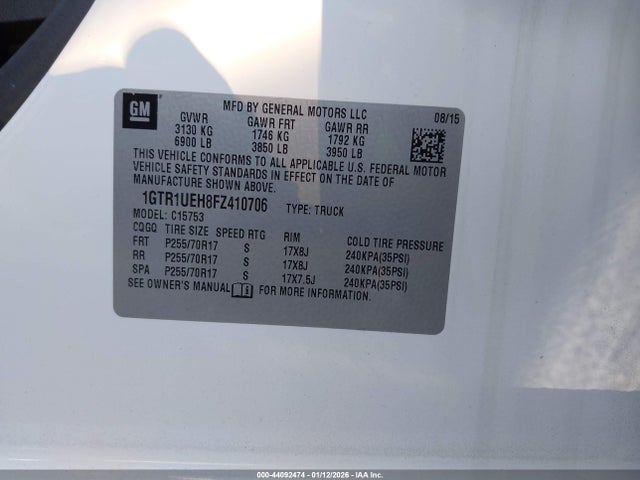 GM
MFD BY GENERAL MOTORS LLC
08/15
GVWR GAWR FRT GAWR RR
3130 KG 1746 KG 1792 KG
6900 LB 3850 LB 3950 LB
THIS VEHICLE CONFORMS TO ALL APPLICABLE U.S. FEDERAL MOTOR
VEHICLE SAFETY STANDARDS IN EFFECT ON THE DATE OF
MANUFACTURE SHOWN ABOVE.
1GTR1UEH8FZ410706 TYPE: TRUCK
MODEL: C15753
CQGQ TIRE SIZE SPEED RTG RIM COLD TIRE PRESSURE
FRT P255/70R17 S 17X8J 240KPA(35PSI)
RR P255/70R17 S 17X8J 240KPA(35PSI)
SPA P255/70R17 S 17X7.5J 240KPA(35PSI)
SEE OWNER'S MANUAL FOR MORE INFORMATION.
000-44092474 - 01/12/2026 - IAA Inc.